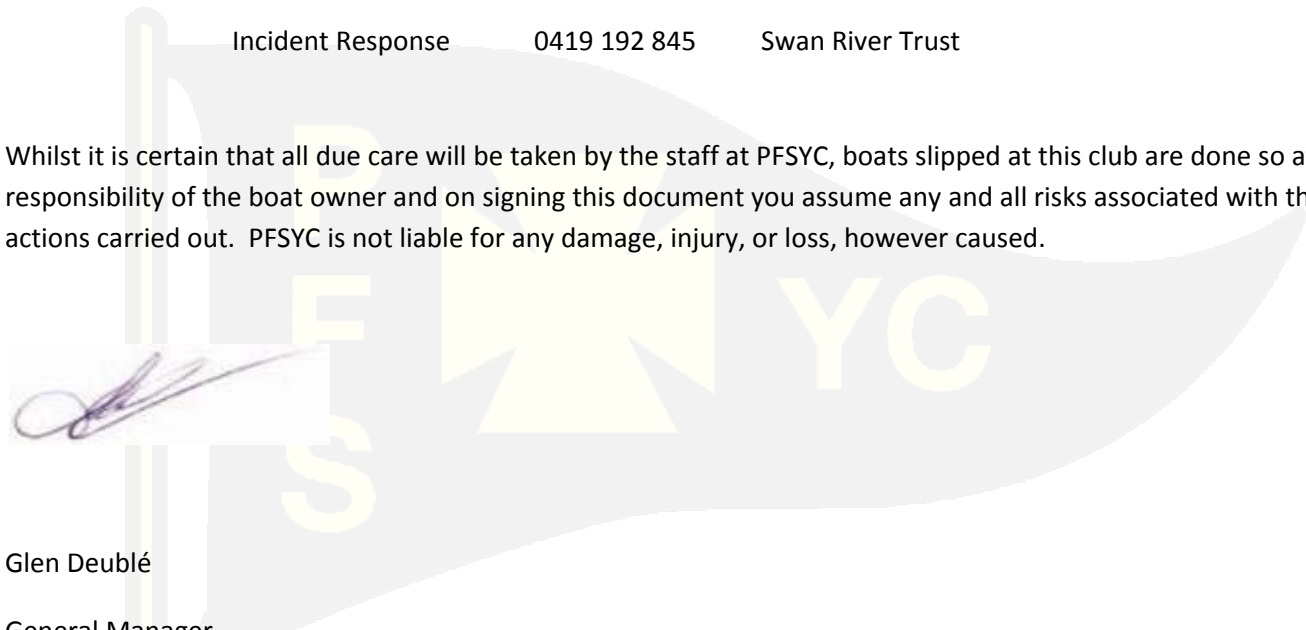 Incident Response 0419 192 845 Swan River Trust
Whilst it is certain that all due care will be taken by the staff at PFSYC, boats slipped at this club are done so a
responsibility of the boat owner and on signing this document you assume any and all risks associated with th
actions carried out. PFSYC is not liable for any damage, injury, or loss, however caused.
P
F YC
S
Glen Deublé
General Manager